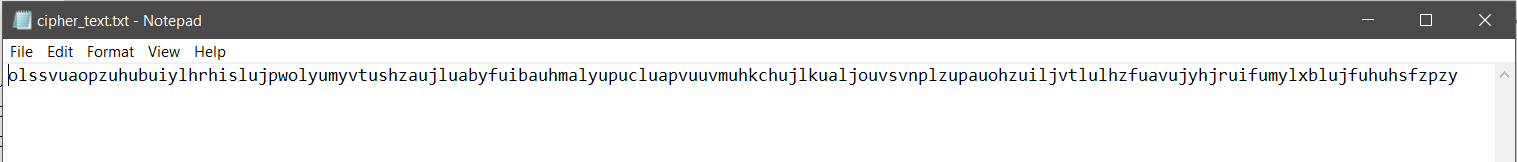 cipher_text.txt - Notepad
File Edit Format View Help
olssvuaopzuhubuiylhrhislujpwolyumyvtushzaujluabyfuibauhmalyupucluapvuuvmuhkchujlkualjouvsvnplzupauohzuiljvtlulhzfuavujyhjruifumylxblujfuhuhsfzpzy